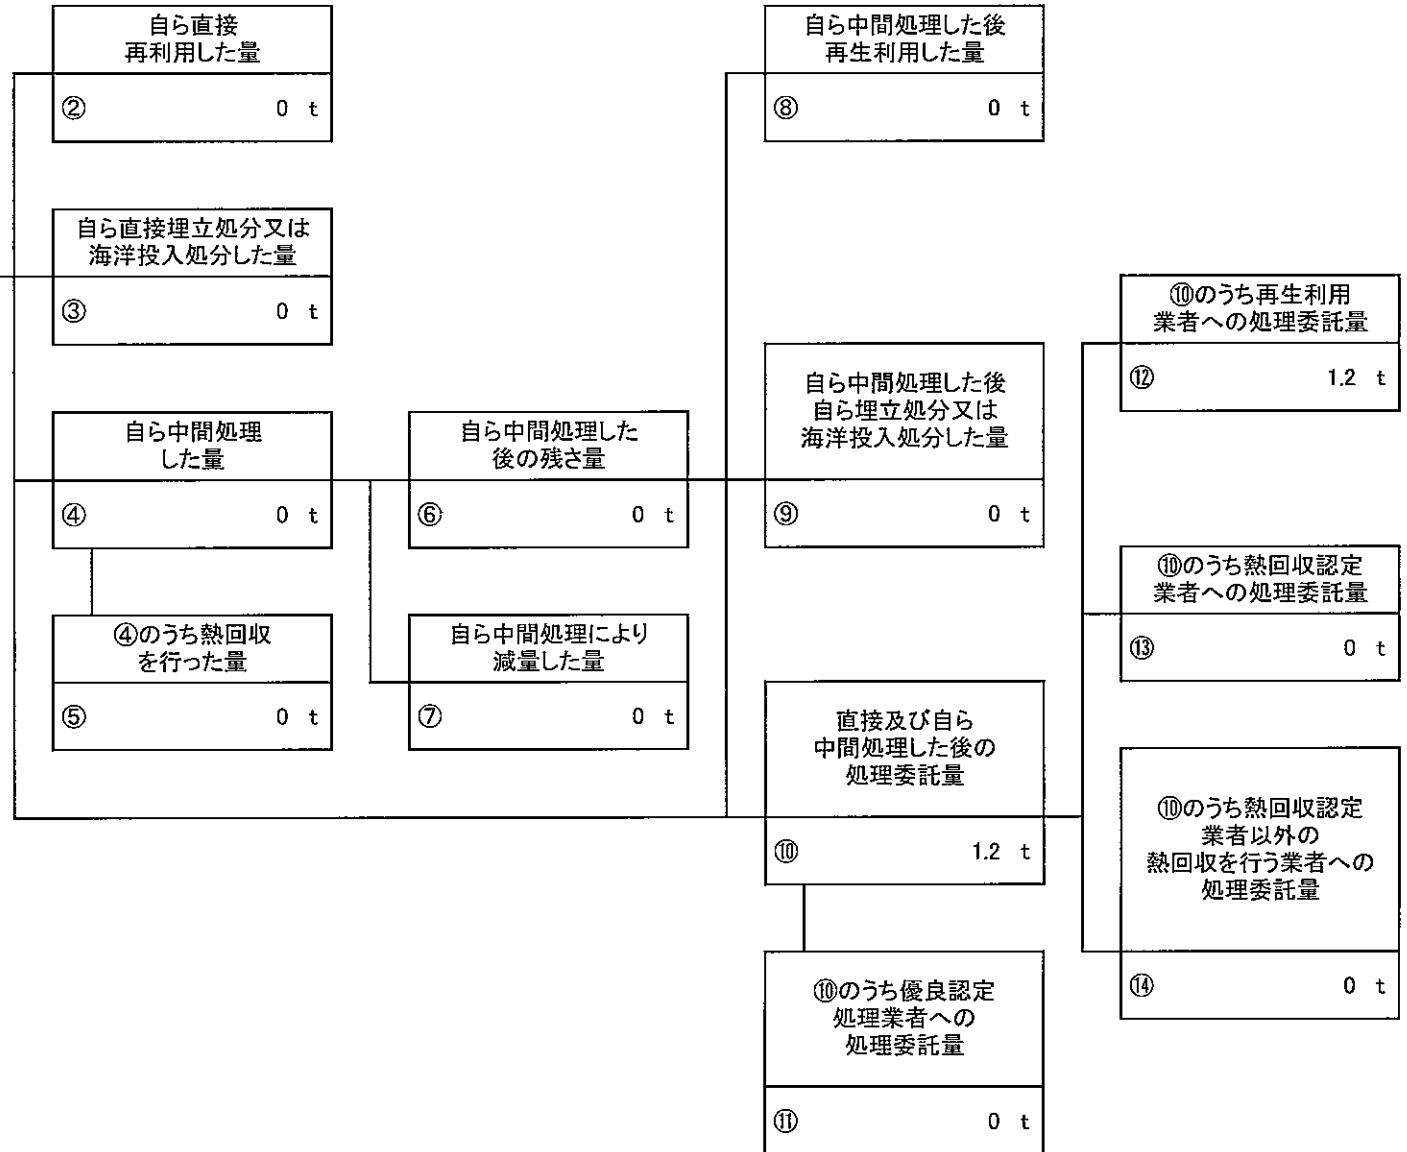 自ら直接
再利用した量
② 0 t
自ら直接埋立処分又は
海洋投入処分した量
③ 0 t
自ら中間処理
した量
④ 0 t
④のうち熱回収
を行った量
⑤ 0 t
自ら中間処理した
後の残さ量
⑥ 0 t
自ら中間処理により
減量した量
⑦ 0 t
自ら中間処理した後
再生利用した量
⑧ 0 t
自ら中間処理した後
自ら埋立処分又は
海洋投入処分した量
⑨ 0 t
直接及び自ら
中間処理した後の
処理委託量
⑩ 1.2 t
⑩のうち優良認定
処理業者への
処理委託量
⑪ 0 t
⑩のうち再生利用
業者への処理委託量
⑫ 1.2 t
⑩のうち熱回収認定
業者への処理委託量
⑬ 0 t
⑩のうち熱回収認定
業者以外の
熱回収を行う業者への
処理委託量
⑭ 0 t